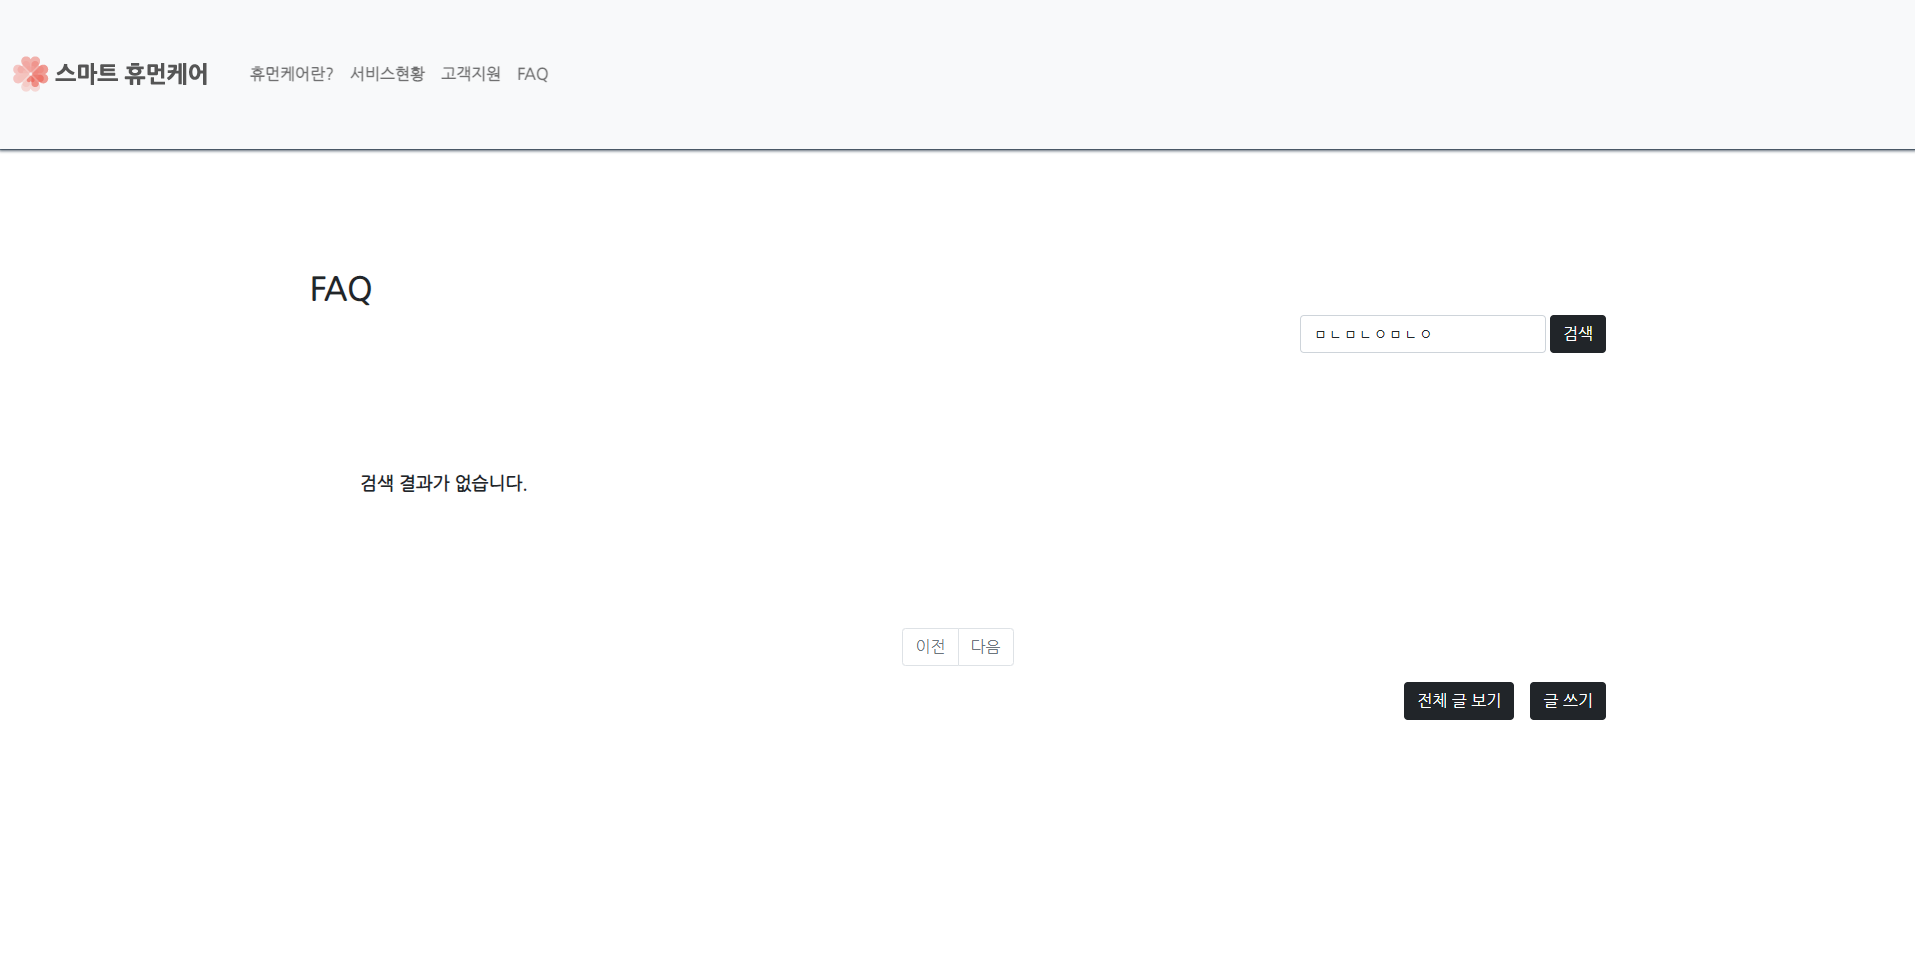 스마트 휴먼케어
휴먼케어란? 서비스현황 고객지원 FAQ
FAQ
ㅁㄴㅁㄴㅇㅁㄴㅇ 검색
검색 결과가 없습니다.
이전 다음
전체 글 보기 글 쓰기